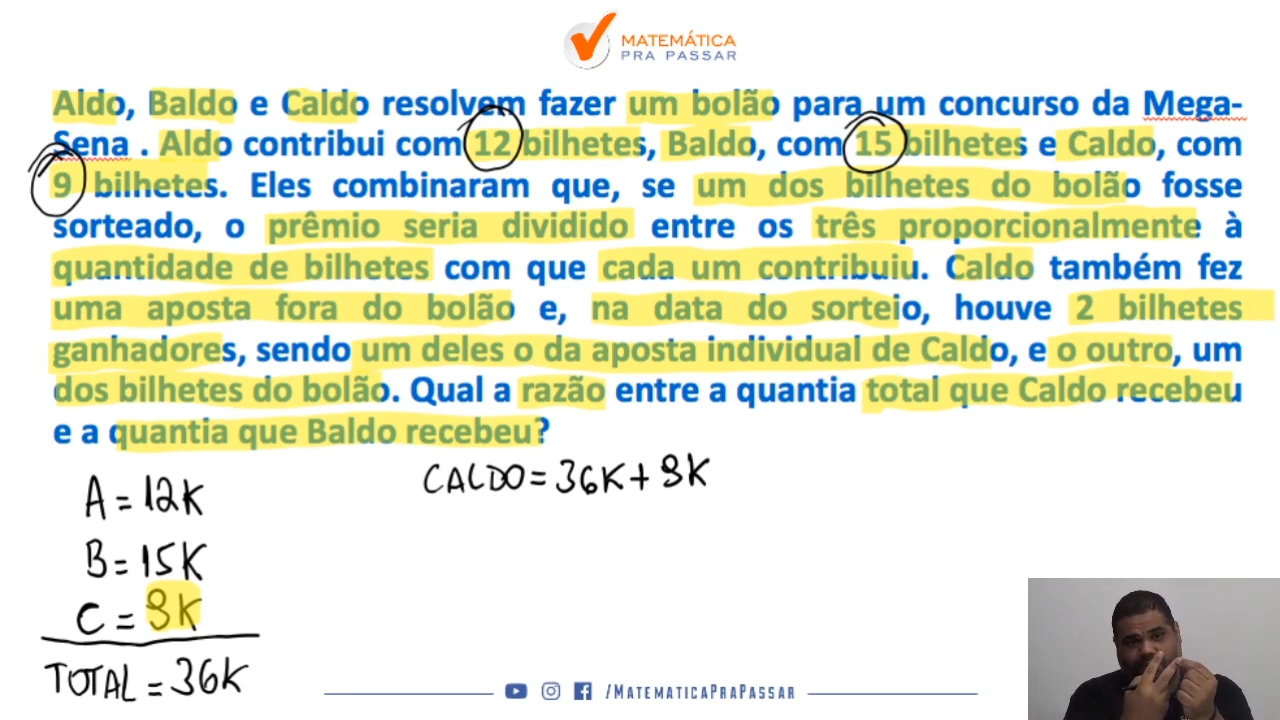 MATEMÁTICA
PRA PASSAR
Aldo, Baldo e Caldo resolvem fazer um bolão para um concurso da Mega-
Sena . Aldo contribui com 12 bilhetes, Baldo, com 15 bilhetes e Caldo, com
9 bilhetes. Eles combinaram que, se um dos bilhetes do bolão fosse
sorteado, o prêmio seria dividido entre os três proporcionalmente à
quantidade de bilhetes com que cada um contribuiu. Caldo também fez
uma aposta fora do bolão e, na data do sorteio, houve 2 bilhetes
ganhadores, sendo um deles o da aposta individual de Caldo, e o outro, um
dos bilhetes do bolão. Qual a razão entre a quantia total que Caldo recebeu
e a quantia que Baldo recebeu?
CALDO = 36K + 9K
A = 12K
B = 15K
C = 9K
TOTAL = 36K
/MATEMATICAPRAPASSAR